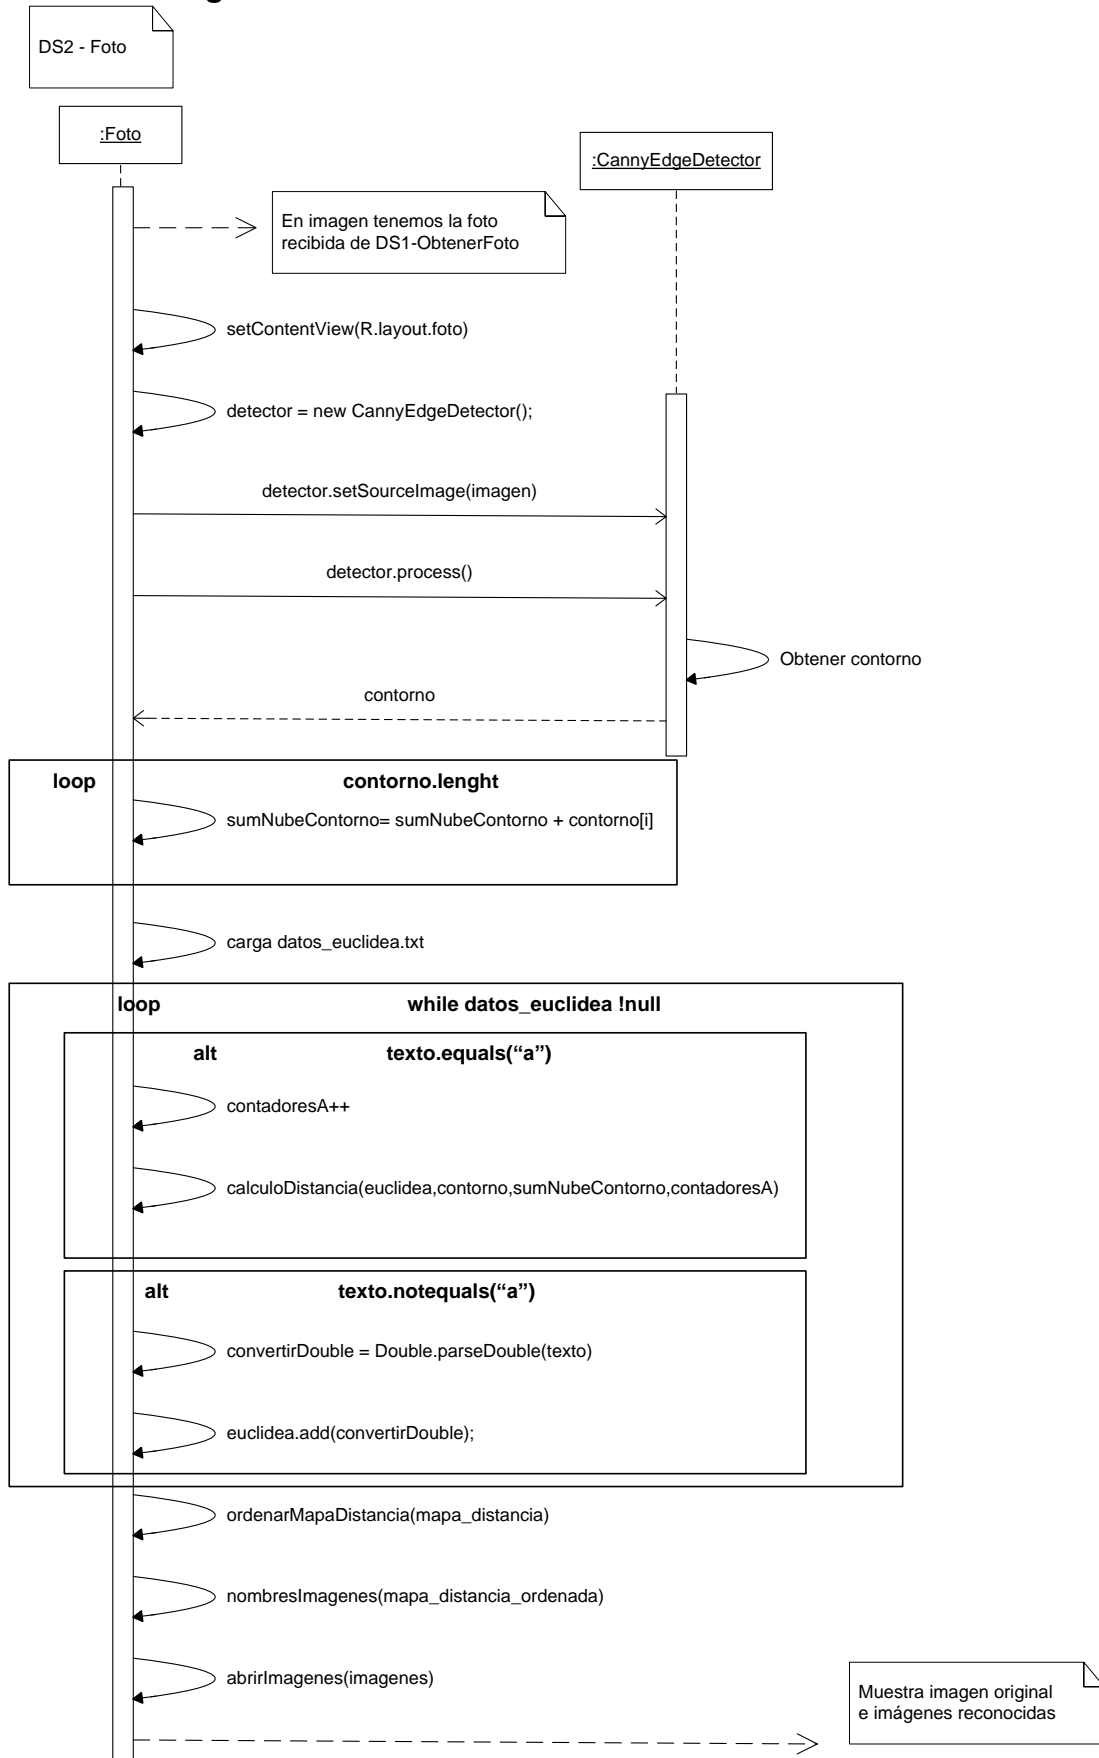 DS2 - Foto
:Foto
:CannyEdgeDetector
En imagen tenemos la foto
recibida de DS1-ObtenerFoto
setContentView(R.layout.foto)
detector = new CannyEdgeDetector();
detector.setSourceImage(imagen)
detector.process()
Obtener contorno
contorno
loop contorno.lenght
sumNubeContorno= sumNubeContorno + contorno[i]
carga datos_euclidea.txt
loop while datos_euclidea !null
alt texto.equals(“a”)
contadoresA++
calculoDistancia(euclidea,contorno,sumNubeContorno,contadoresA)
alt texto.notequals(“a”)
convertirDouble = Double.parseDouble(texto)
euclidea.add(convertirDouble);
ordenarMapaDistancia(mapa_distancia)
nombresImagenes(mapa_distancia_ordenada)
abrirImagenes(imagenes)
Muestra imagen original
e imágenes reconocidas